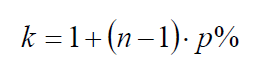 k = 1 + (n − 1) · p%